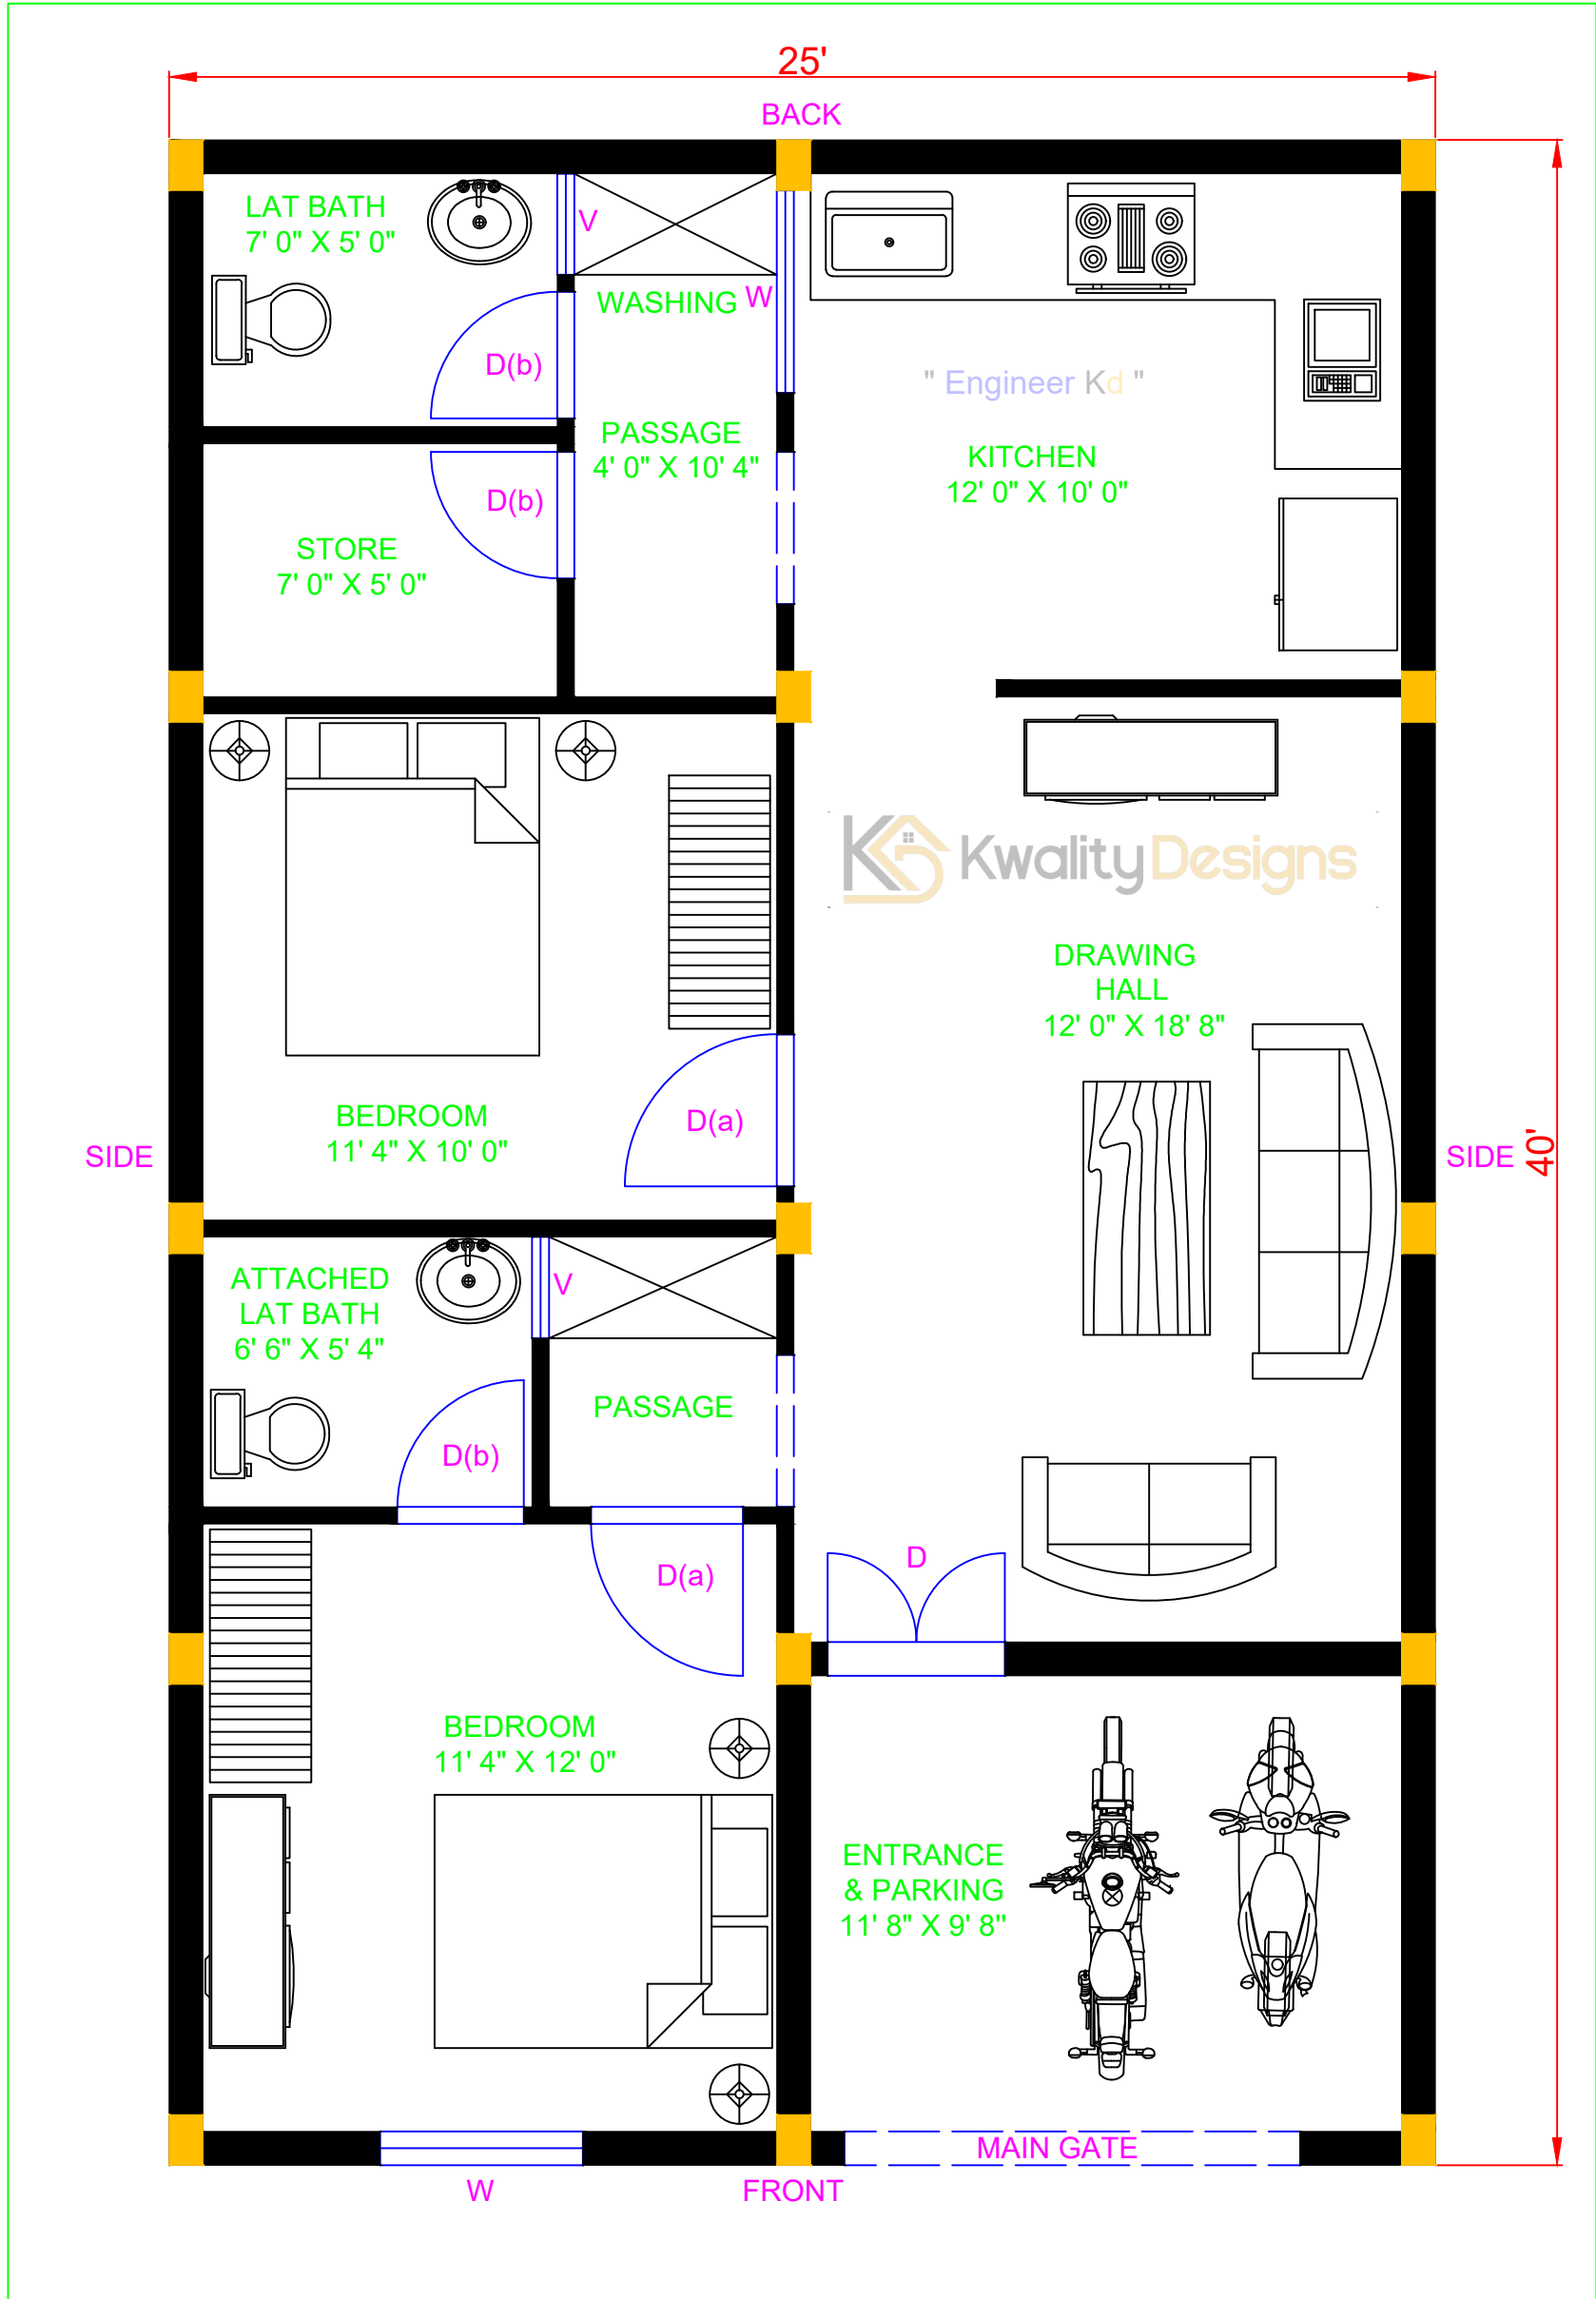 25'
BACK
LAT BATH
7' 0" X 5' 0"
V
WASHING W
D(b)
" Engineer Kd "
PASSAGE
4' 0" X 10' 4"
KITCHEN
12' 0" X 10' 0"
D(b)
STORE
7' 0" X 5' 0"
KwalityDesigns
DRAWING
HALL
12' 0" X 18' 8"
BEDROOM
11' 4" X 10' 0"
D(a)
SIDE
SIDE
40'
ATTACHED
LAT BATH
6' 6" X 5' 4"
V
PASSAGE
D(b)
D(a)
D
BEDROOM
11' 4" X 12' 0"
ENTRANCE
& PARKING
11' 8" X 9' 8"
MAIN GATE
W
FRONT